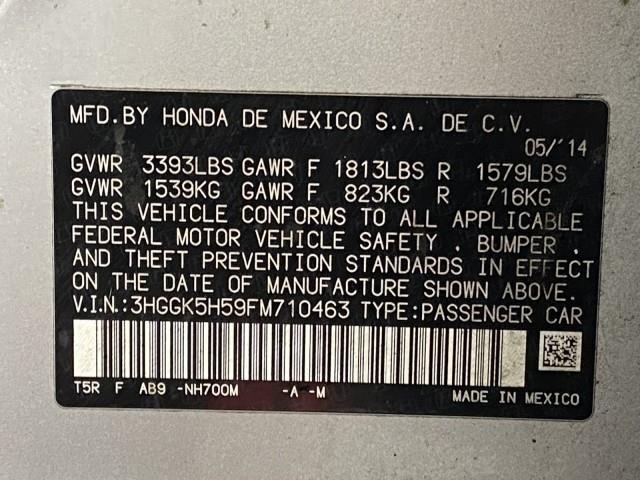 MFD.BY HONDA DE MEXICO S.A. DE C.V.
05/'14
GVWR 3393LBS GAWR F 1813LBS R 1579LBS
GVWR 1539KG GAWR F 823KG R 716KG
THIS VEHICLE CONFORMS TO ALL APPLICABLE
FEDERAL MOTOR VEHICLE SAFETY , BUMPER ,
AND THEFT PREVENTION STANDARDS IN EFFECT
ON THE DATE OF MANUFACTURE SHOWN ABOVE.
V.I.N.:3HGGK5H59FM710463 TYPE:PASSENGER CAR
T5R F AB9 -NH700M -A -M MADE IN MEXICO